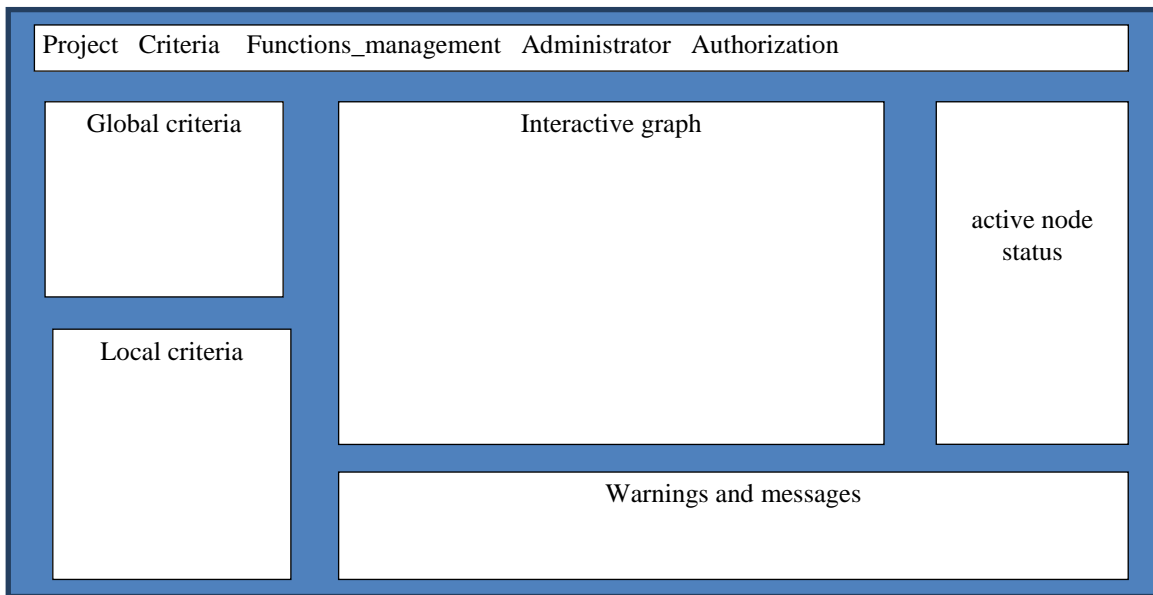 Project Criteria Functions_management Administrator Authorization
Global criteria
Interactive graph
active node
status
Local criteria
Warnings and messages